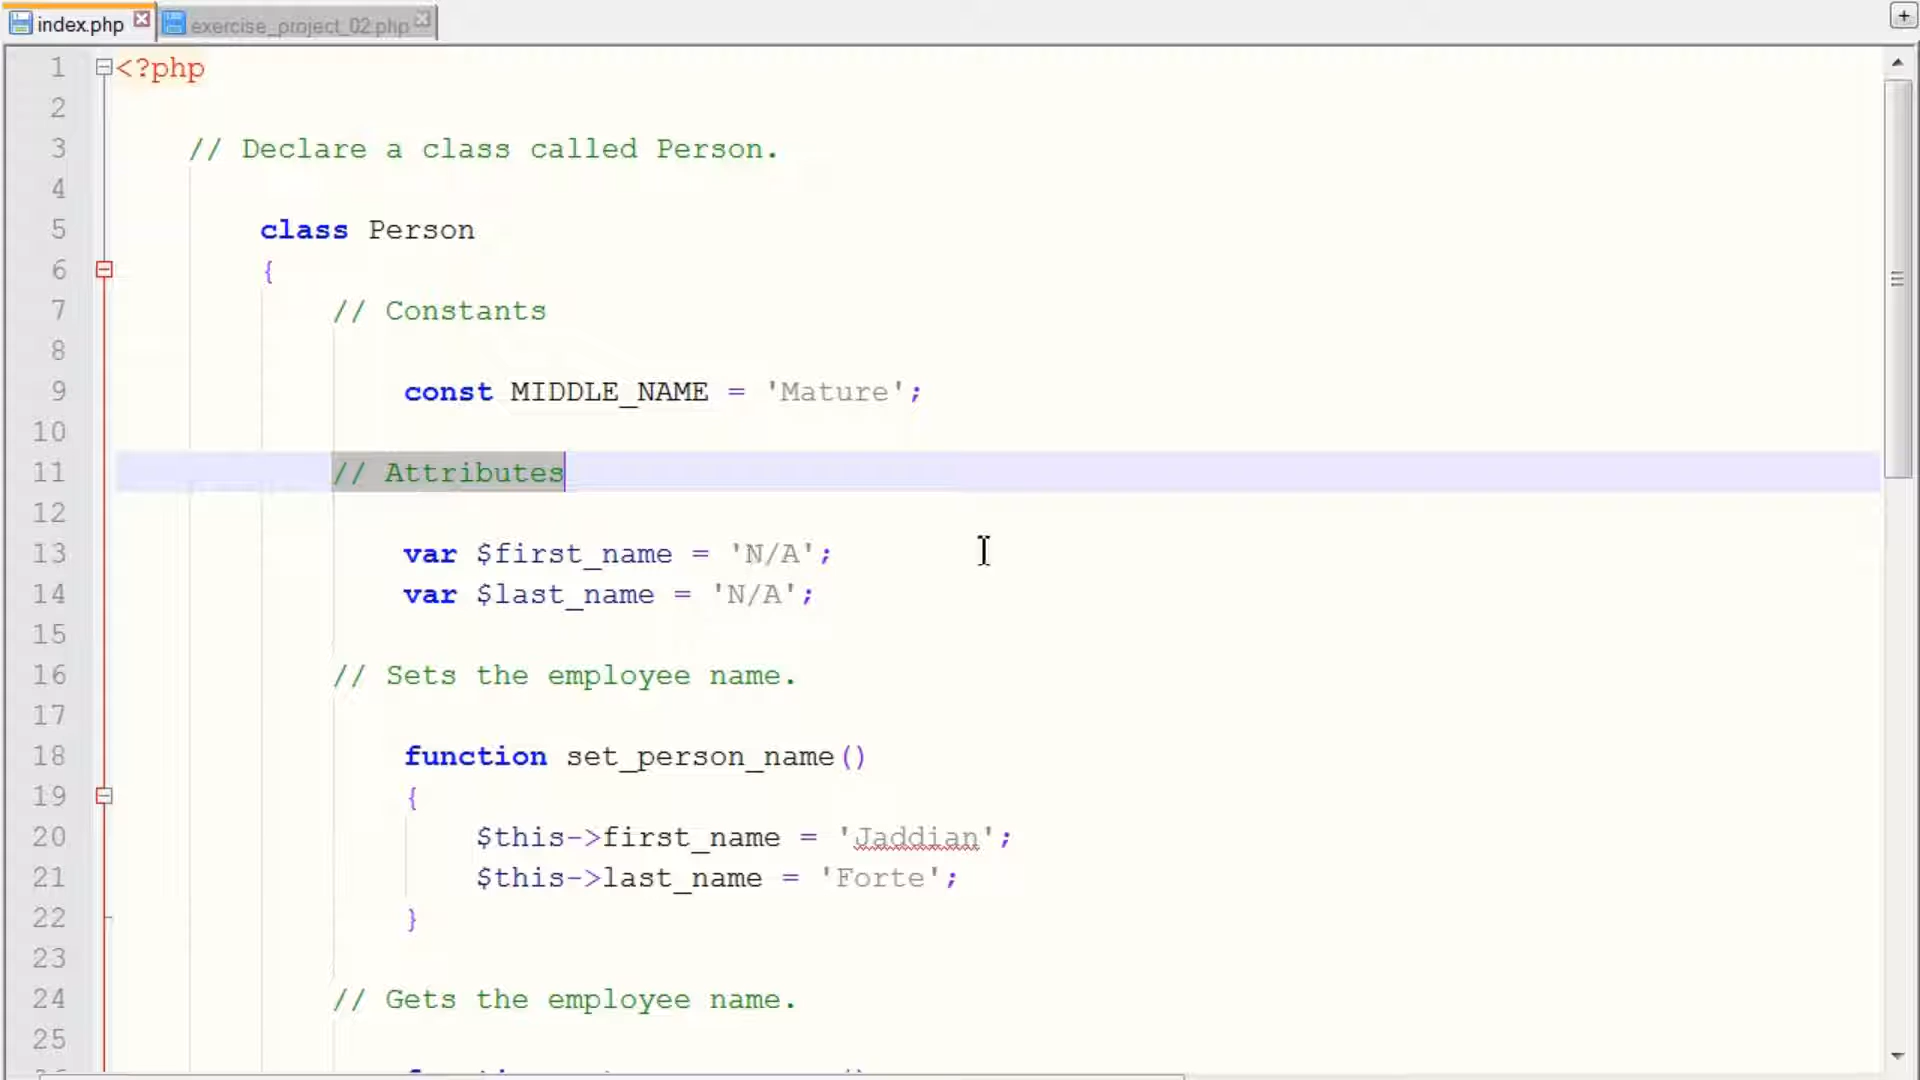 index.php exercise_project_02.php
1 <?php
2
3 // Declare a class called Person.
4
5 class Person
6 {
7 // Constants
8
9 const MIDDLE_NAME = 'Mature';
10
11 // Attributes
12
13 var $first_name = 'N/A';
14 var $last_name = 'N/A';
15
16 // Sets the employee name.
17
18 function set_person_name()
19 {
20 $this->first_name = 'Jaddian';
21 $this->last_name = 'Forte';
22 }
23
24 // Gets the employee name.
25